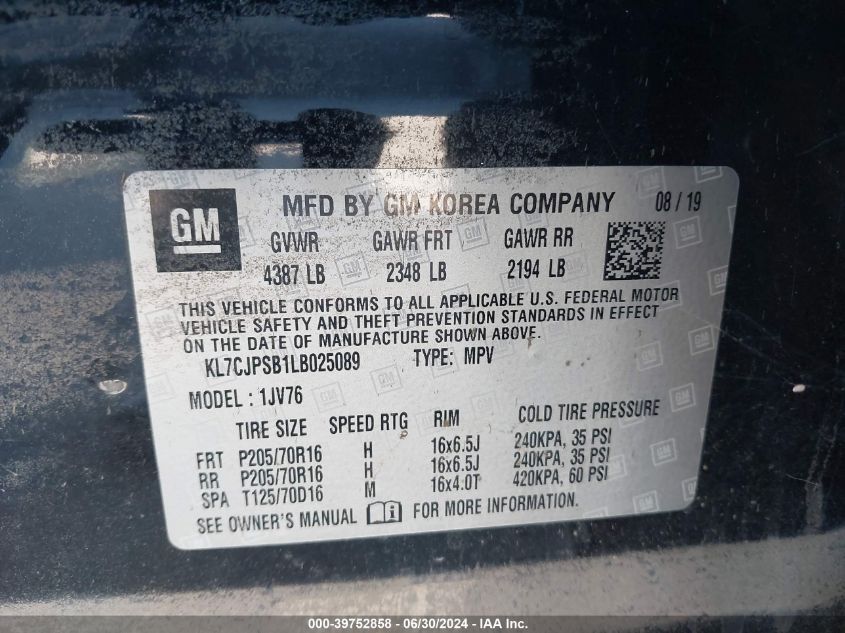 GM
MFD BY GM KOREA COMPANY 08/19
GVWR GAWR FRT GAWR RR
4387 LB 2348 LB 2194 LB
THIS VEHICLE CONFORMS TO ALL APPLICABLE U.S. FEDERAL MOTOR
VEHICLE SAFETY AND THEFT PREVENTION STANDARDS IN EFFECT
ON THE DATE OF MANUFACTURE SHOWN ABOVE.
KL7CJPSB1LB025089 TYPE: MPV
MODEL : 1JV76
TIRE SIZE SPEED RTG RIM COLD TIRE PRESSURE
FRT P205/70R16 H 16x6.5J 240KPA, 35 PSI
RR P205/70R16 H 16x6.5J 240KPA, 35 PSI
SPA T125/70D16 M 16x4.0T 420KPA, 60 PSI
SEE OWNER'S MANUAL FOR MORE INFORMATION.
000-39752858 - 06/30/2024 - IAA Inc.